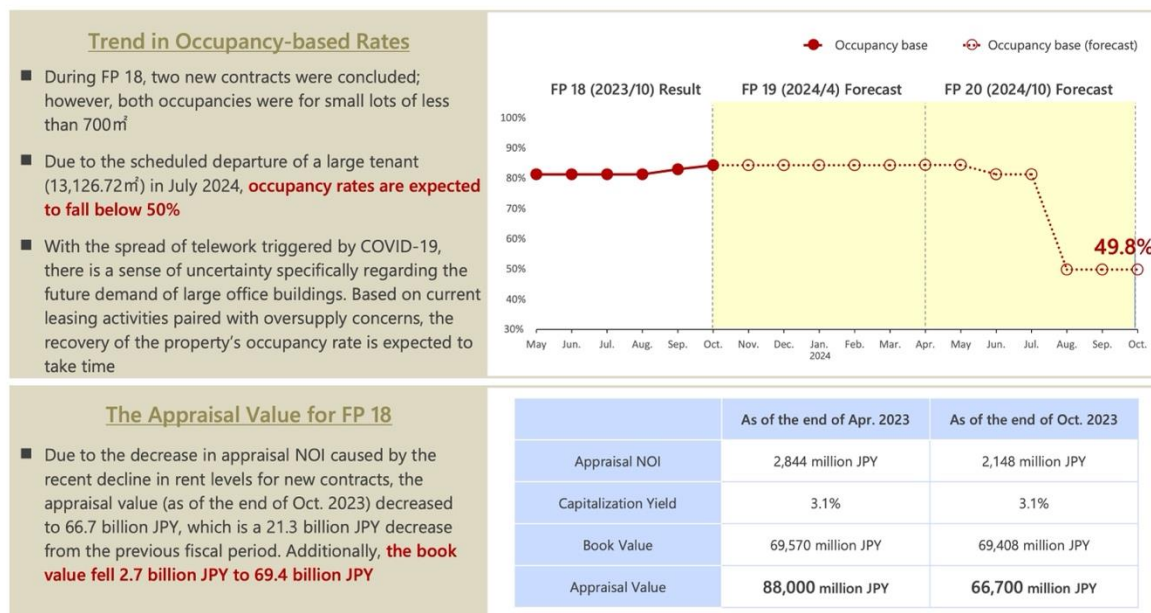 Trend in Occupancy-based Rates
■ During FP 18, two new contracts were concluded;
however, both occupancies were for small lots of less
than 700㎡
■ Due to the scheduled departure of a large tenant
(13,126.72㎡) in July 2024, occupancy rates are expected
to fall below 50%
■ With the spread of telework triggered by COVID-19,
there is a sense of uncertainty specifically regarding the
future demand of large office buildings. Based on current
leasing activities paired with oversupply concerns, the
recovery of the property's occupancy rate is expected to
take time
Occupancy base Occupancy base (forecast)
FP 18 (2023/10) Result FP 19 (2024/4) Forecast FP 20 (2024/10) Forecast
100%
90%
80%
70%
60%
50%
40%
30%
49.8%
May Jun. Jul. Aug. Sep. Oct. Nov. Dec. Jan. Feb. Mar. Apr. May Jun. Jul. Aug. Sep. Oct.
2024
The Appraisal Value for FP 18
■ Due to the decrease in appraisal NOI caused by the
recent decline in rent levels for new contracts, the
appraisal value (as of the end of Oct. 2023) decreased
to 66.7 billion JPY, which is a 21.3 billion JPY decrease
from the previous fiscal period. Additionally, the book
value fell 2.7 billion JPY to 69.4 billion JPY
As of the end of Apr. 2023 As of the end of Oct. 2023
Appraisal NOI 2,844 million JPY 2,148 million JPY
Capitalization Yield 3.1% 3.1%
Book Value 69,570 million JPY 69,408 million JPY
Appraisal Value 88,000 million JPY 66,700 million JPY